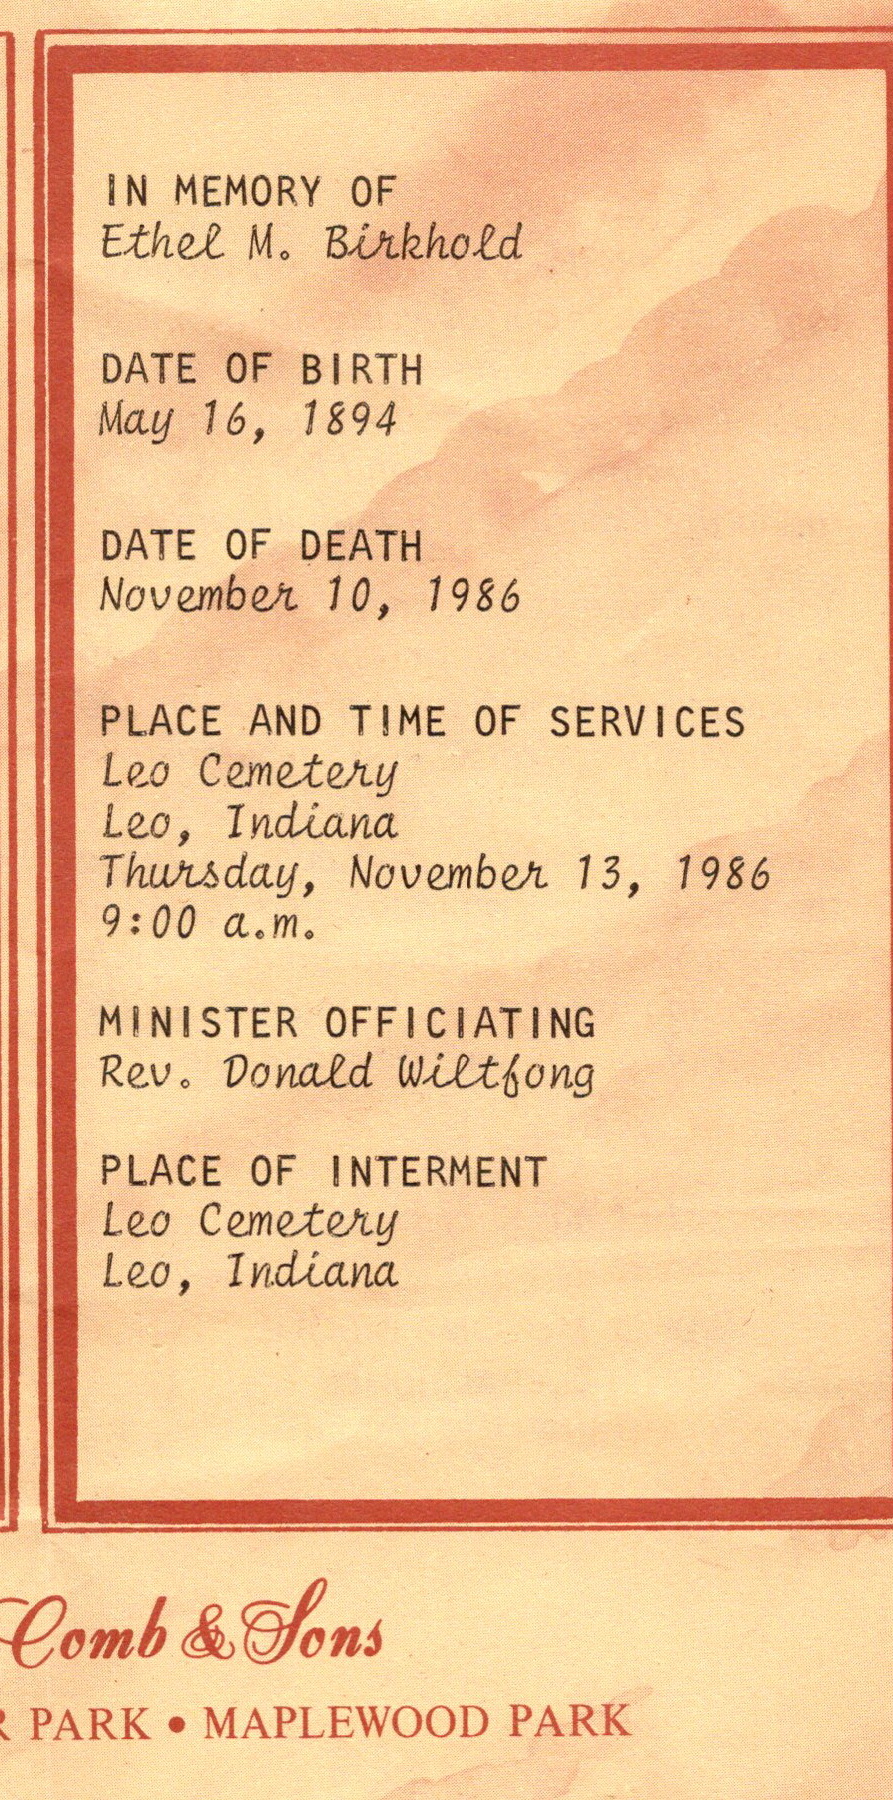 IN MEMORY OF
Ethel M. Birkhold
DATE OF BIRTH
May 16, 1894
DATE OF DEATH
November 10, 1986
PLACE AND TIME OF SERVICES
Leo Cemetery
Leo, Indiana
Thursday, November 13, 1986
9:00 a.m.
MINISTER OFFICIATING
Rev. Donald Wiltfong
PLACE OF INTERMENT
Leo Cemetery
Leo, Indiana
Comb & Sons
R PARK • MAPLEWOOD PARK